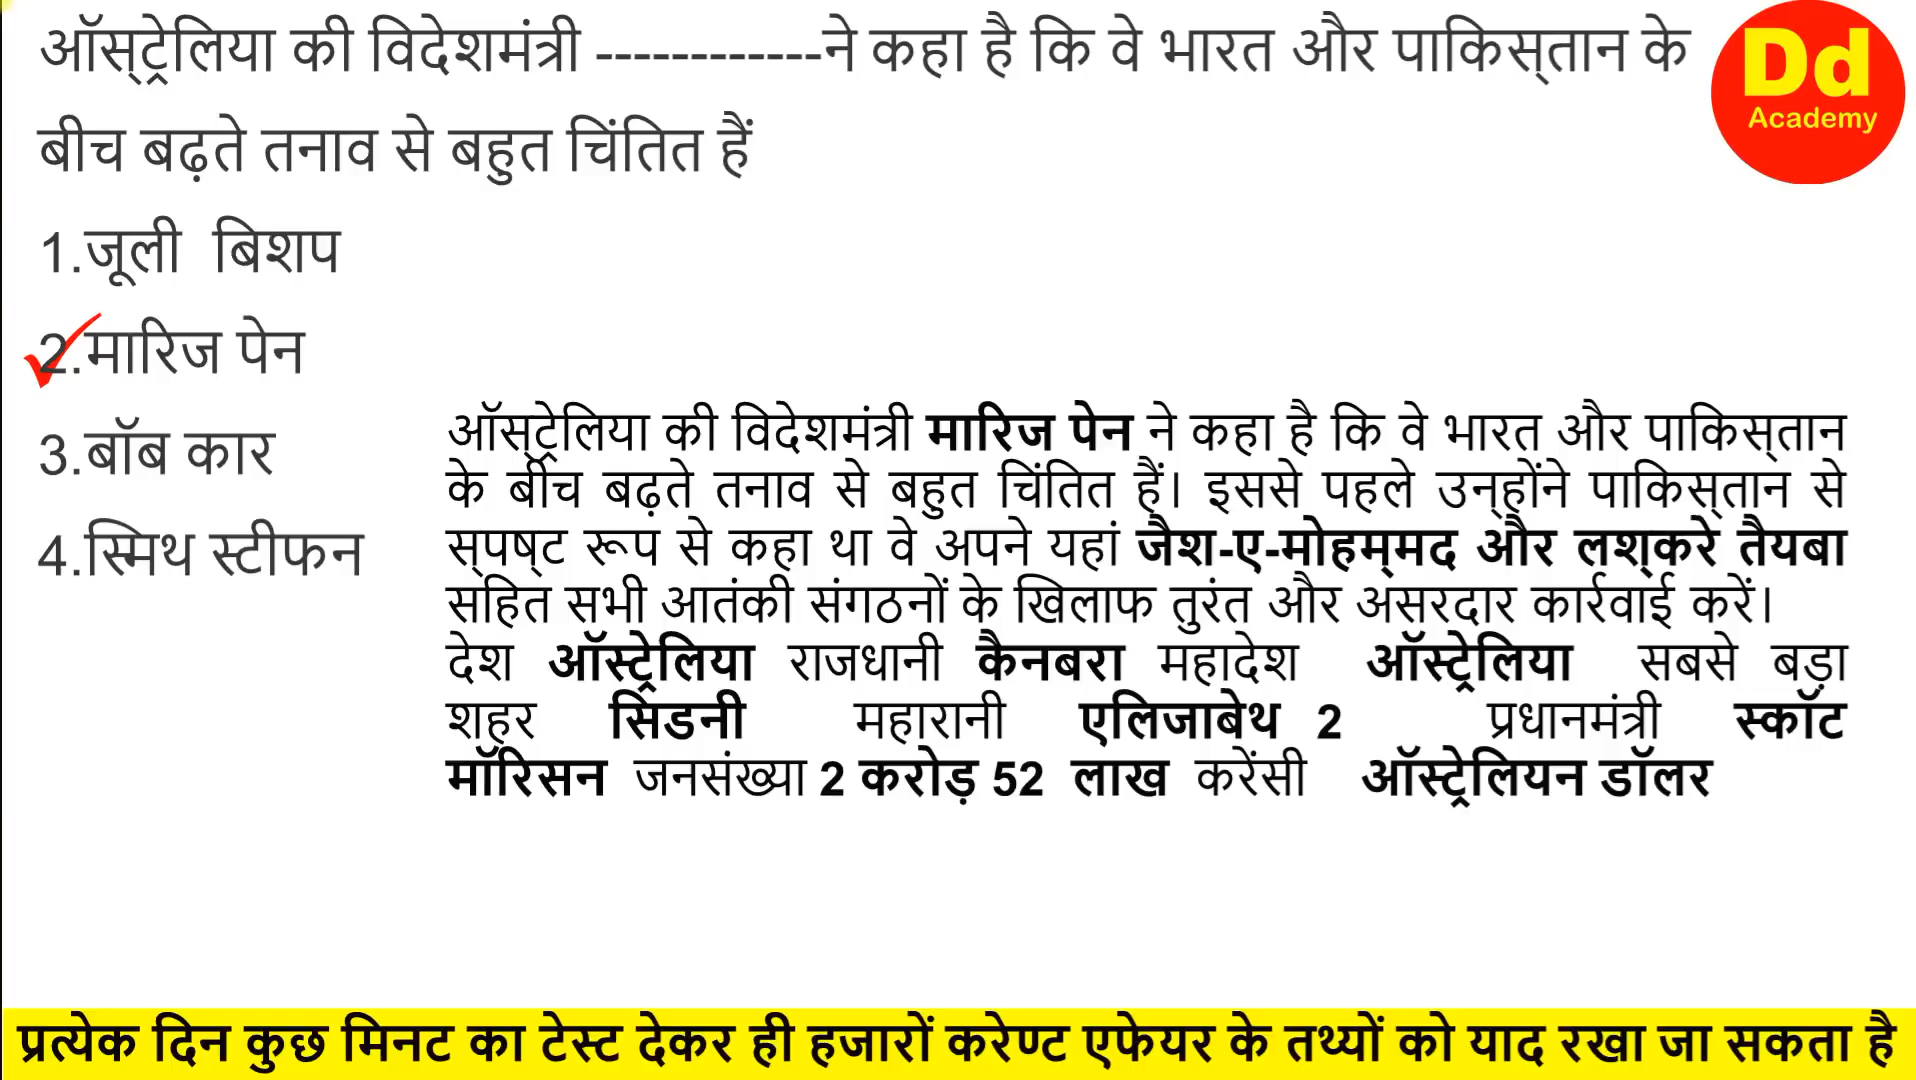 ऑस्ट्रेलिया की विदेशमंत्री ------------ने कहा है कि वे भारत और पाकिस्तान के
बीच बढ़ते तनाव से बहुत चिंतित हैं
Dd
Academy
1.जूली बिशप
2.मारिज पेन
3.बॉब कार
4.स्मिथ स्टीफन
ऑस्ट्रेलिया की विदेशमंत्री मारिज पेन ने कहा है कि वे भारत और पाकिस्तान
के बीच बढ़ते तनाव से बहुत चिंतित हैं। इससे पहले उन्होंने पाकिस्तान से
स्पष्ट रूप से कहा था वे अपने यहां जैश-ए-मोहम्मद और लश्करे तैयबा
सहित सभी आतंकी संगठनों के खिलाफ तुरंत और असरदार कार्रवाई करें।
देश ऑस्ट्रेलिया राजधानी कैनबरा महादेश ऑस्ट्रेलिया सबसे बड़ा
शहर सिडनी महारानी एलिजाबेथ 2 प्रधानमंत्री स्कॉट
मॉरिसन जनसंख्या 2 करोड़ 52 लाख करेंसी ऑस्ट्रेलियन डॉलर
प्रत्येक दिन कुछ मिनट का टेस्ट देकर ही हजारों करेण्ट एफेयर के तथ्यों को याद रखा जा सकता है